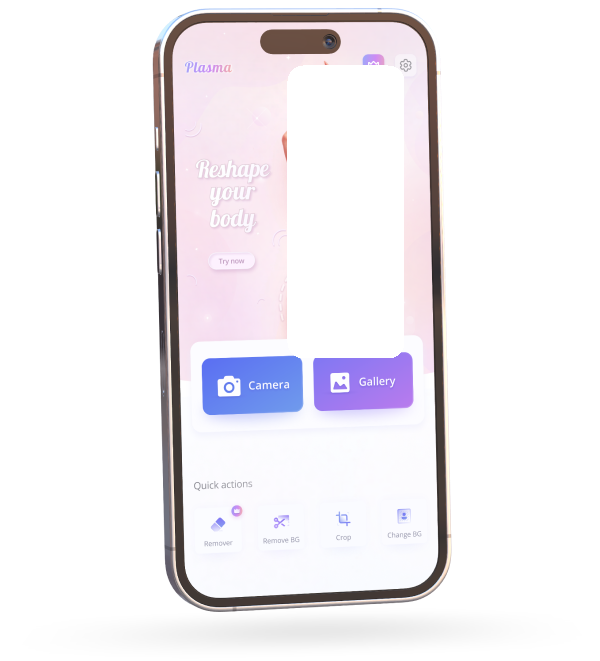 Plasma
Reshape
your
body
Try now
Camera
Gallery
Quick actions
Remover
Remove BG
Crop
Change BG